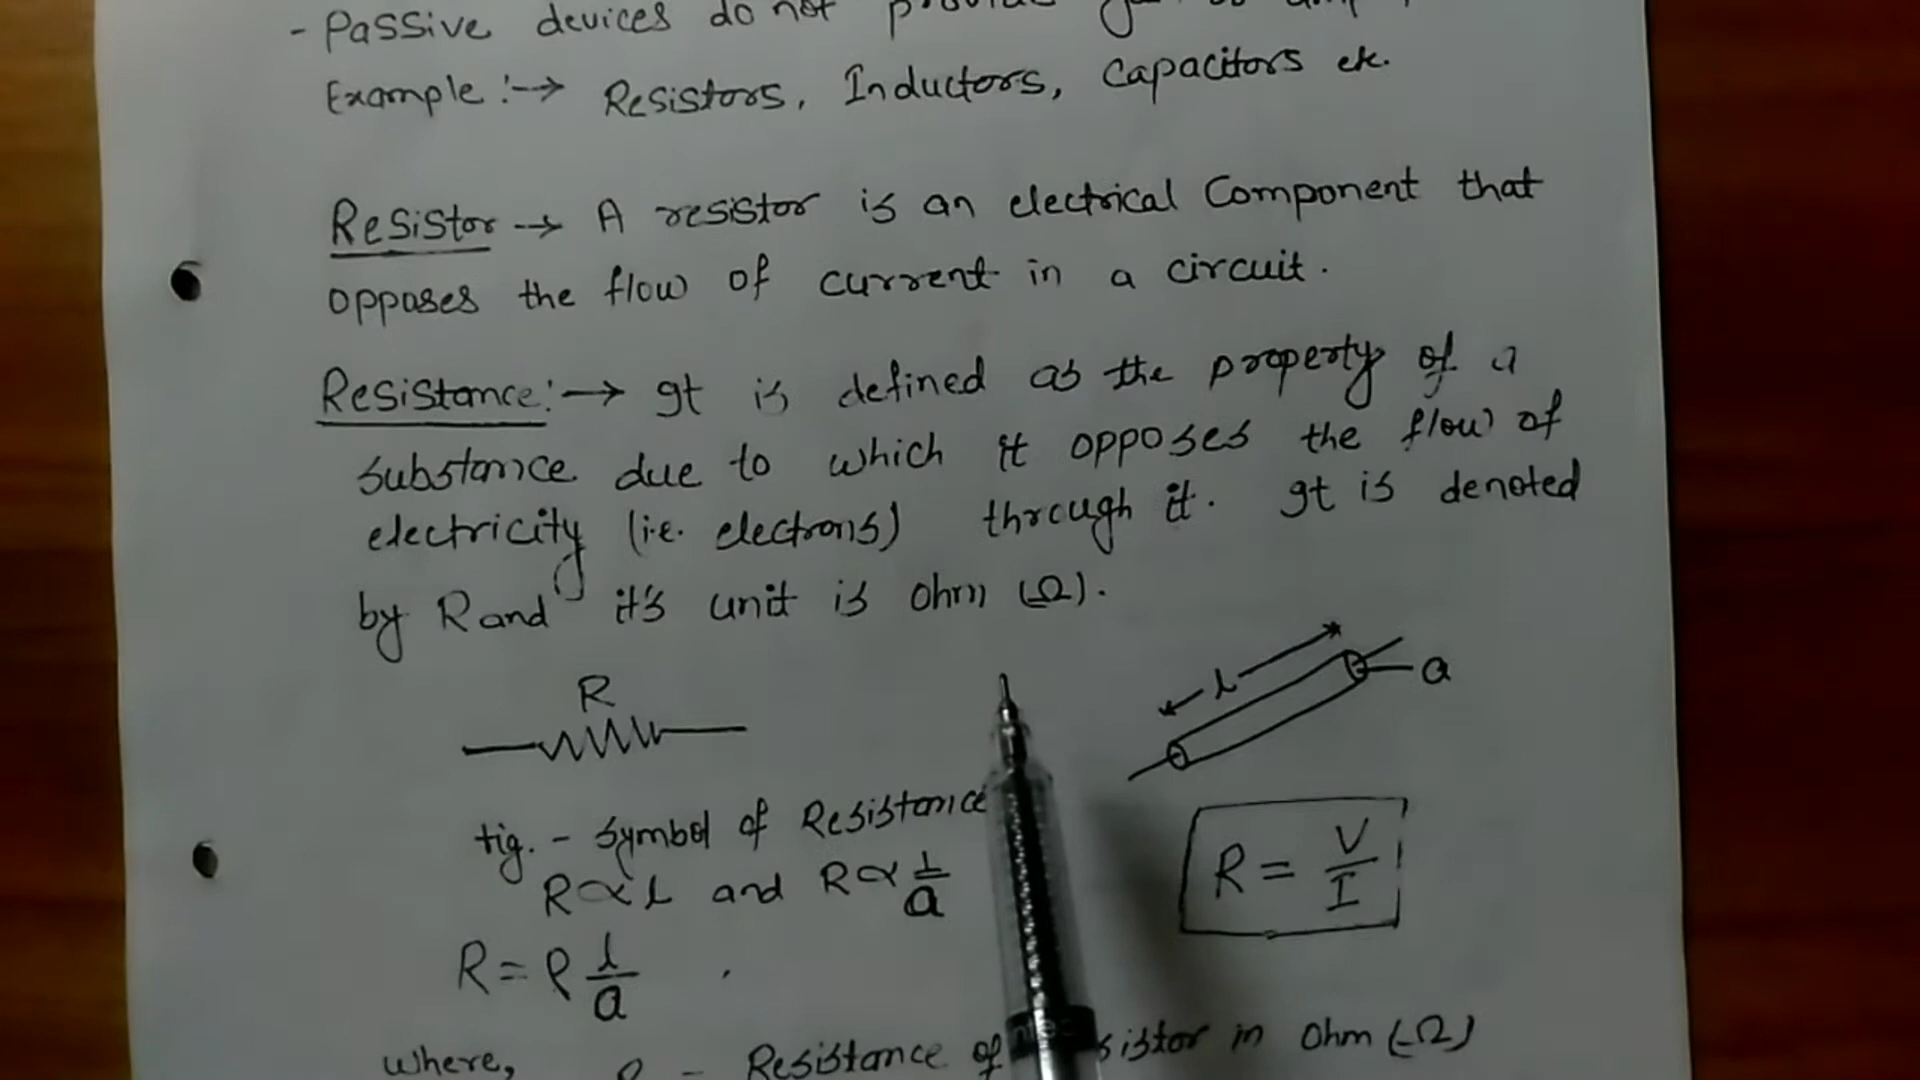 - Passive devices do not
Example :→ Resistors, Inductors, Capacitors etc.
Resistor → A resistor is an electrical Component that
opposes the flow of current in a circuit.
Resistance :→ It is defined as the property of a
substance due to which it opposes the flow of
electricity (i.e. electrons) through it. It is denoted
by R and it's unit is ohm (Ω).
R
l
a
fig. - Symbol of Resistance
R ∝ l and R ∝ 1/a
R = V/I
R = ρ l/a
where,
- Resistance of in Ohm (Ω)